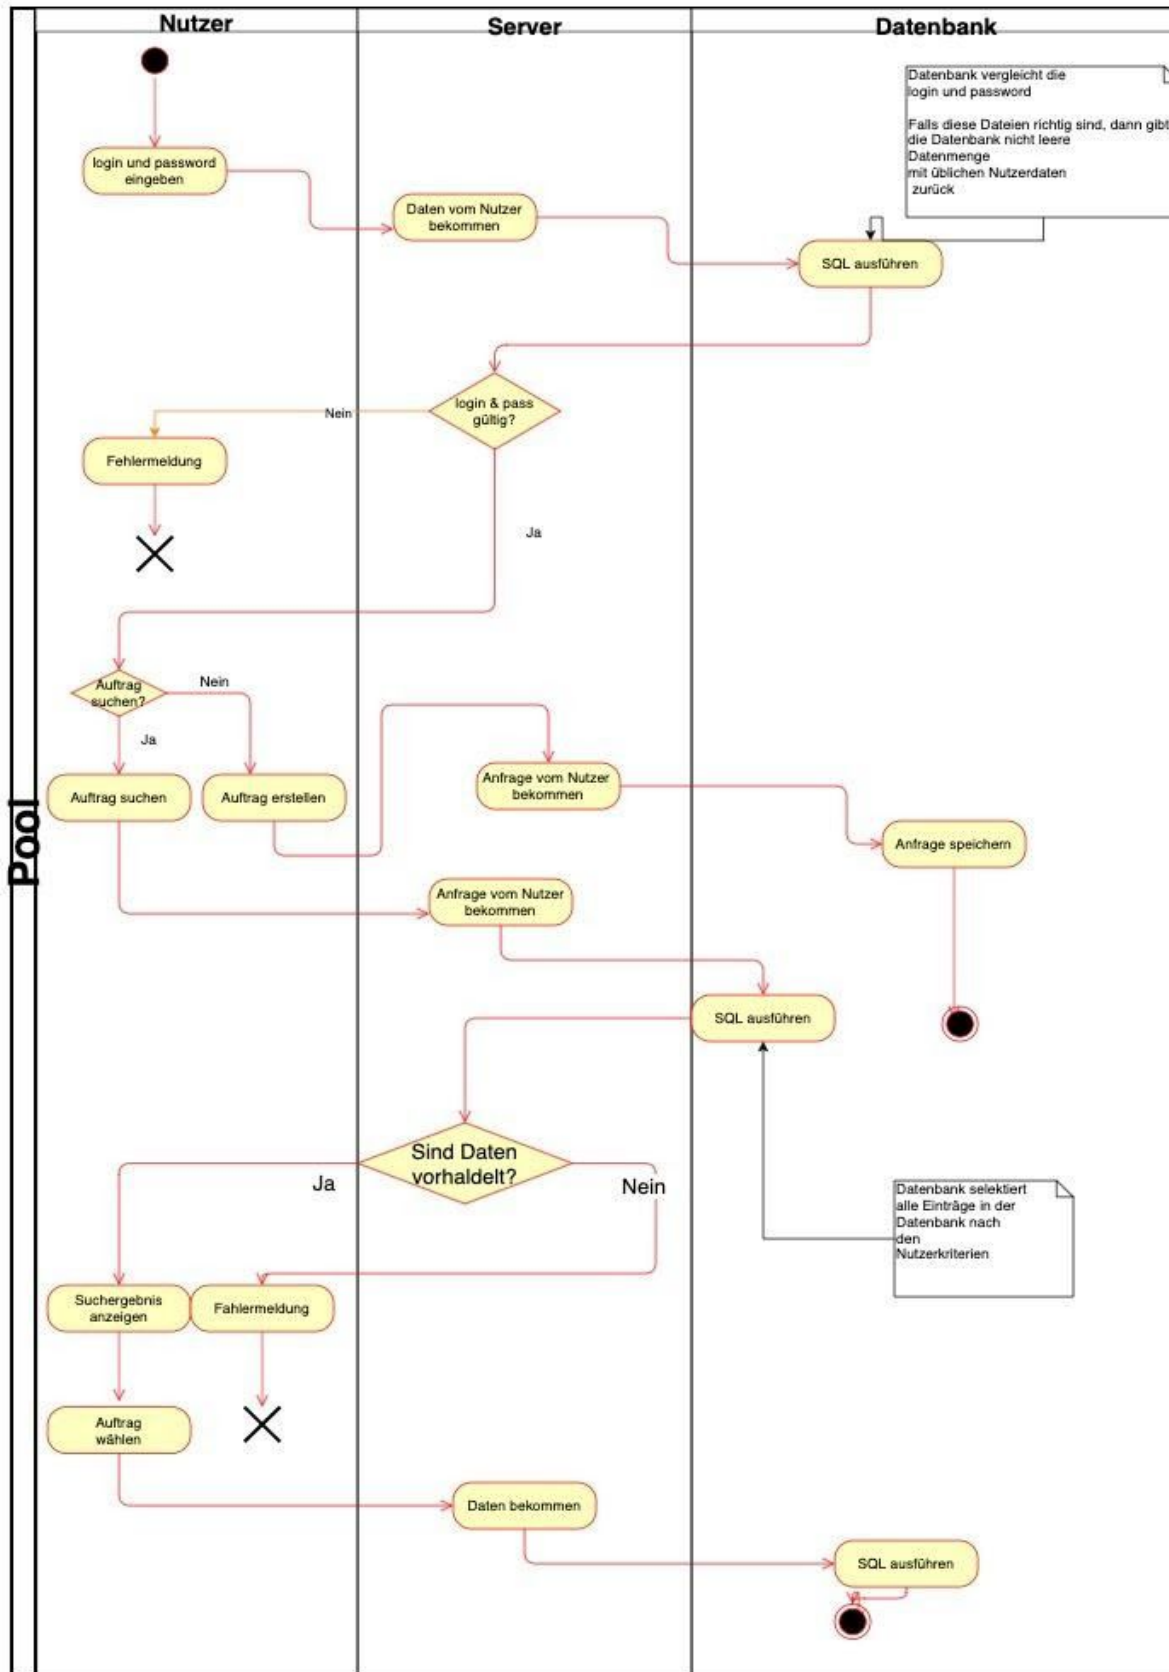 Nutzer
Server
Datenbank
Datenbank vergleicht die
login und password
Falls diese Dateien richtig sind, dann gibt
die Datenbank nicht leere
Datenmenge
mit üblichen Nutzerdaten
zurück
login und password
eingeben
Daten vom Nutzer
bekommen
SQL ausführen
login & pass
gültig?
Nein
Fehlermeldung
Ja
Auftrag
suchen?
Nein
Ja
Auftrag suchen
Auftrag erstellen
Anfrage vom Nutzer
bekommen
Anfrage speichern
Pool
Anfrage vom Nutzer
bekommen
SQL ausführen
Sind Daten
vorhaldelt?
Ja
Nein
Datenbank selektiert
alle Einträge in der
Datenbank nach
den
Nutzerkriterien
Suchergebnis
anzeigen
Fahlermeldung
Auftrag
wählen
Daten bekommen
SQL ausführen